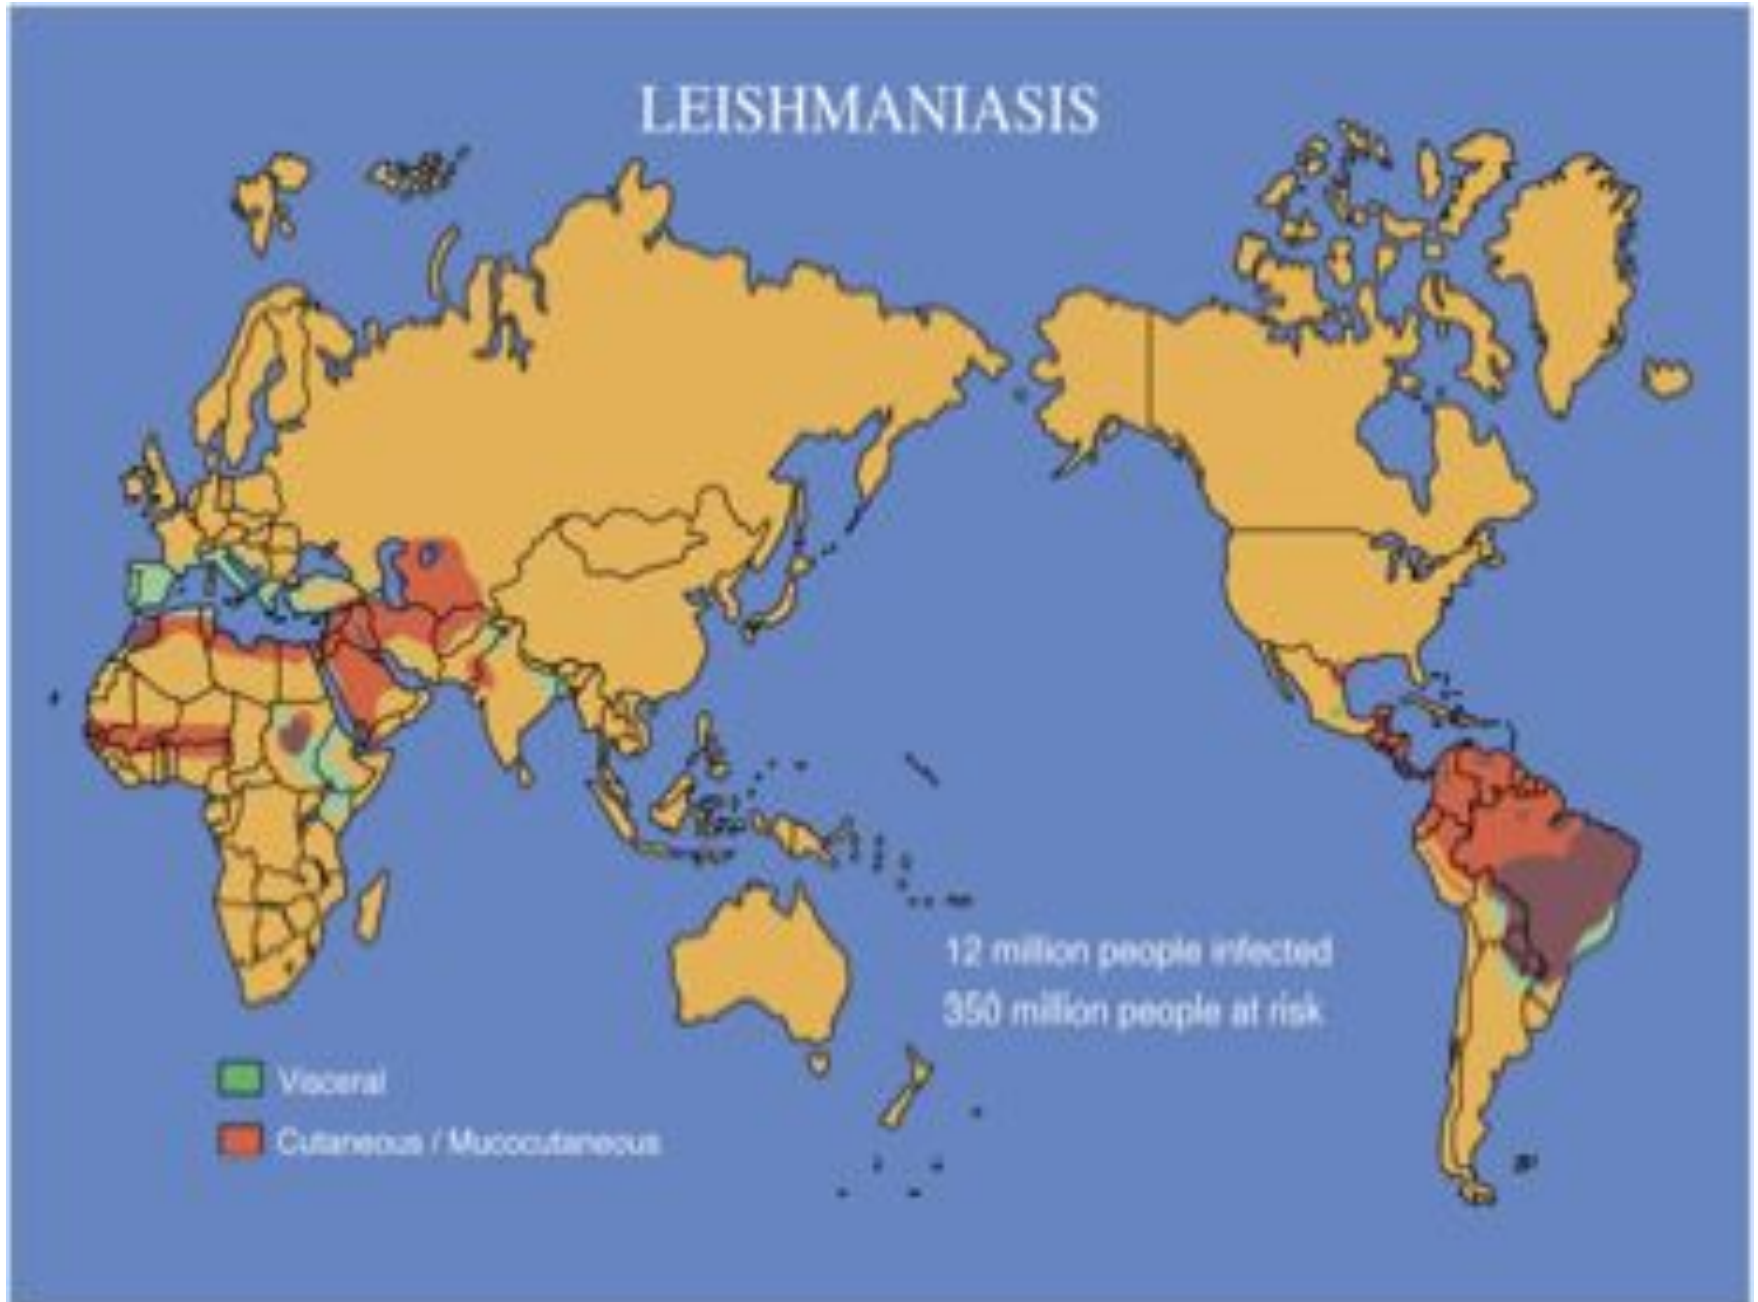 LEISHMANIASIS
12 million people infected
350 million people at risk
Visceral
Cutaneous / Mucocutaneous